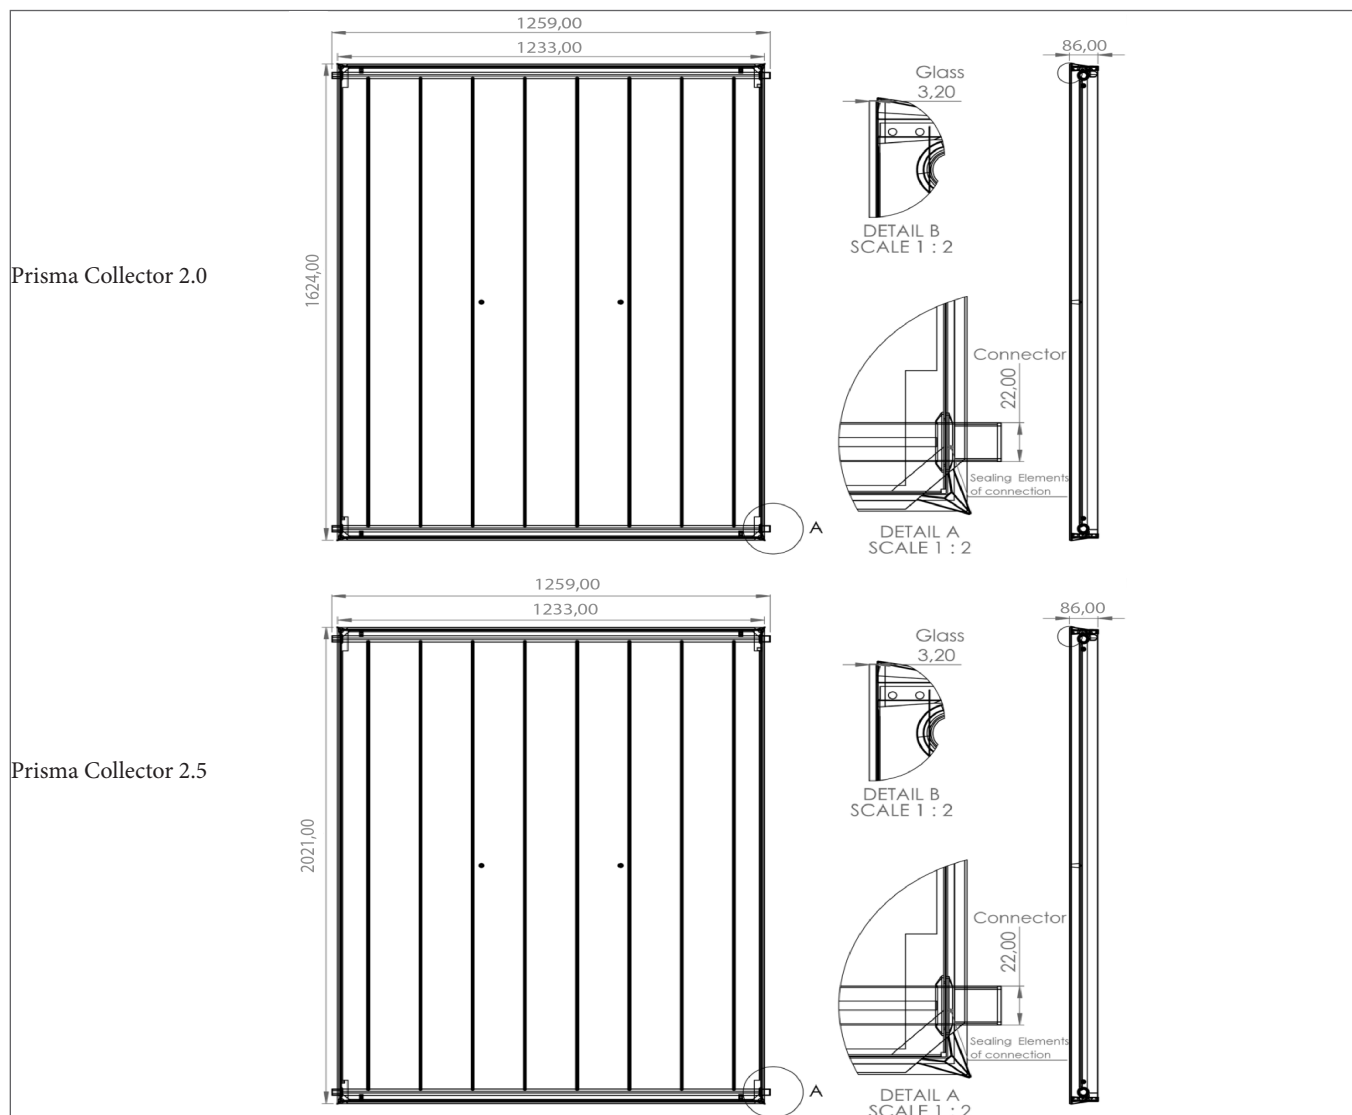 1259,00
1233,00
86,00
Glass
3,20
DETAIL B
SCALE 1 : 2
Prisma Collector 2.0
1624,00
Connector
22,00
Sealing Elements
of connection
A
DETAIL A
SCALE 1 : 2
1259,00
1233,00
86,00
Glass
3,20
DETAIL B
SCALE 1 : 2
Prisma Collector 2.5
2021,00
Connector
22,00
Sealing Elements
of connection
A
DETAIL A
SCALE 1 : 2